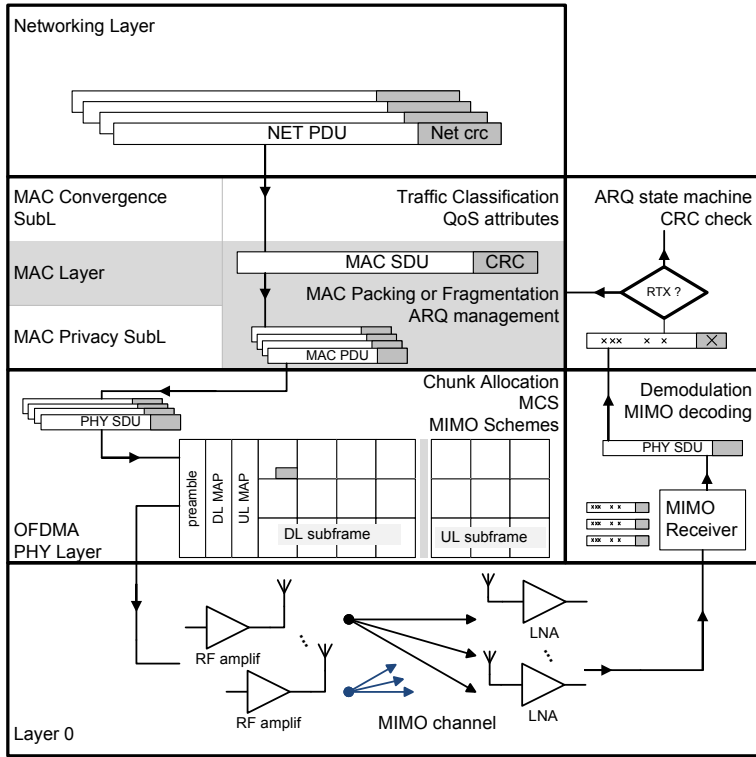 Networking Layer
NET PDU
Net crc
MAC Convergence
SubL
Traffic Classification
QoS attributes
ARQ state machine
CRC check
MAC Layer
MAC SDU
CRC
MAC Packing or Fragmentation
ARQ management
RTX ?
MAC Privacy SubL
MAC PDU
Chunk Allocation
MCS
MIMO Schemes
Demodulation
MIMO decoding
PHY SDU
PHY SDU
preamble
DL MAP
UL MAP
DL subframe
UL subframe
MIMO
Receiver
OFDMA
PHY Layer
RF amplif
LNA
RF amplif
MIMO channel
LNA
Layer 0